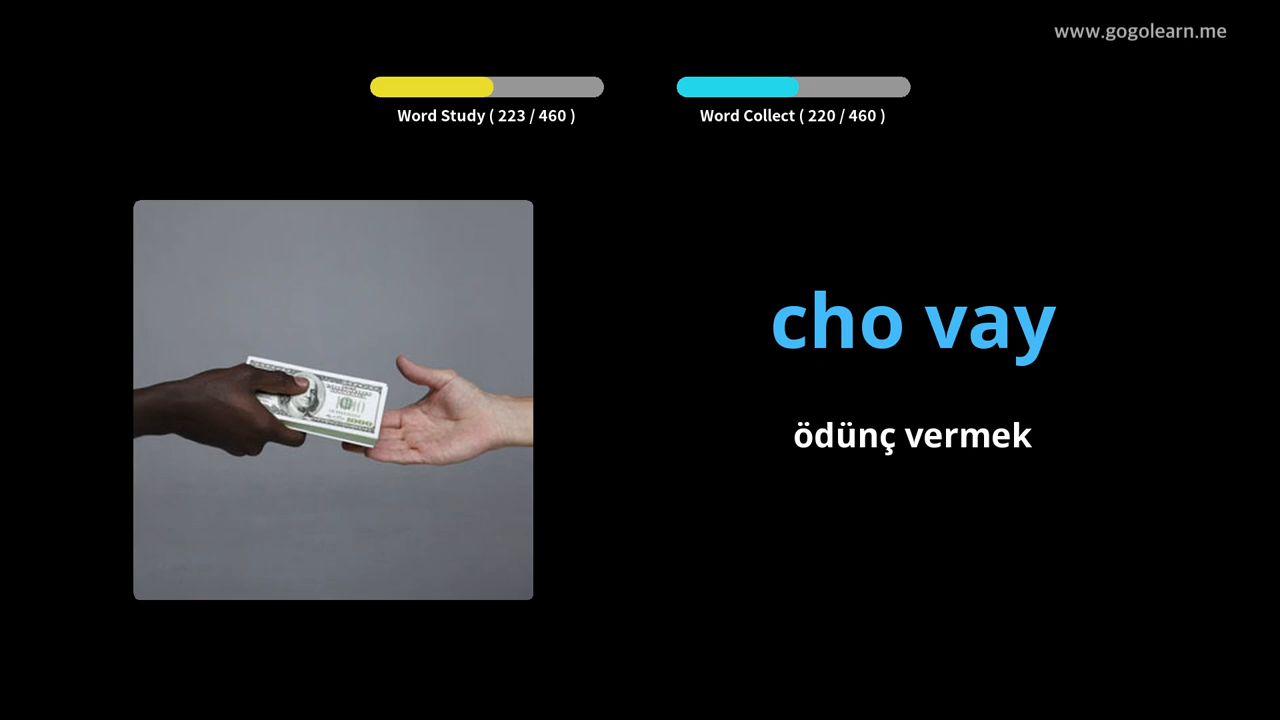 www.gogolearn.me
Word Study ( 223 / 460 )
Word Collect ( 220 / 460 )
cho vay
ödünç vermek